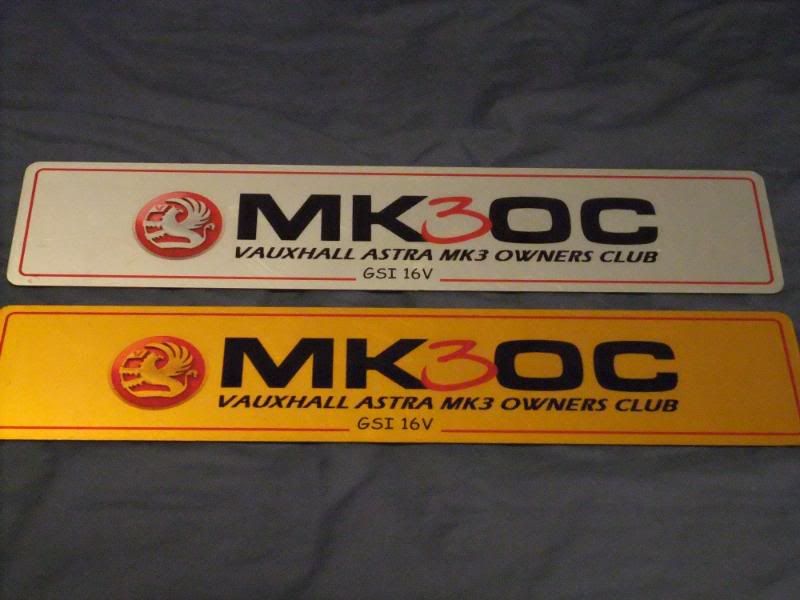 MK3OC
VAUXHALL ASTRA MK3 OWNERS CLUB
GSI 16V
MK3OC
VAUXHALL ASTRA MK3 OWNERS CLUB
GSI 16V